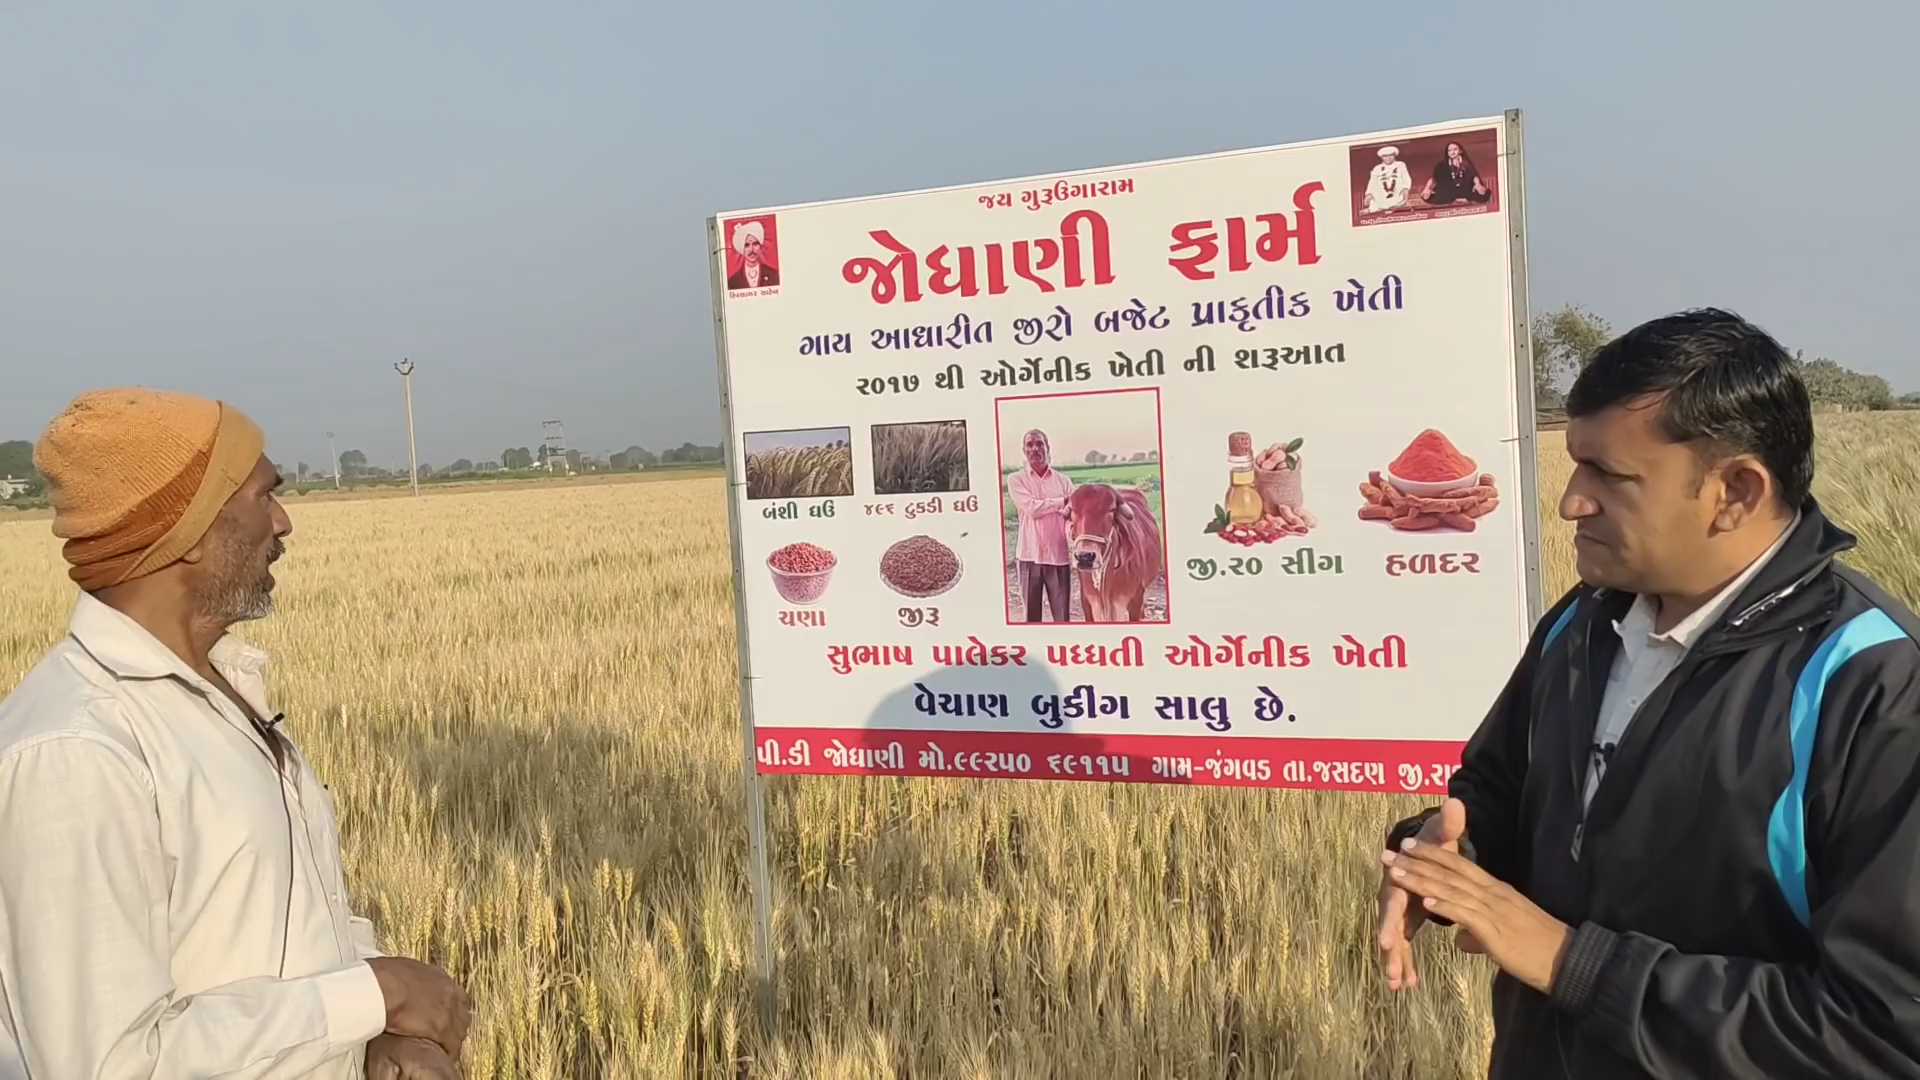 જય ગુરૂઉગારામ
જોધાણી ફાર્મ
ગાય આધારીત જીરો બજેટ પ્રાકૃતીક ખેતી
૨૦૧૭ થી ઓર્ગેનીક ખેતી ની શરૂઆત
બંશી ઘઉં
૪૯૬ ટુકડી ઘઉં
જી.૨૦ સીંગ
હળદર
ચણા
જીરૂ
સુભાષ પાલેકર પધ્ધતી ઓર્ગેનીક ખેતી
વેચાણ બુકીંગ સાલુ છે.
પી.ડી જોધાણી મો.૯૯૨૫૦ ૬૯૧૧૫ ગામ-જંગવડ તા.જસદણ જી.રા